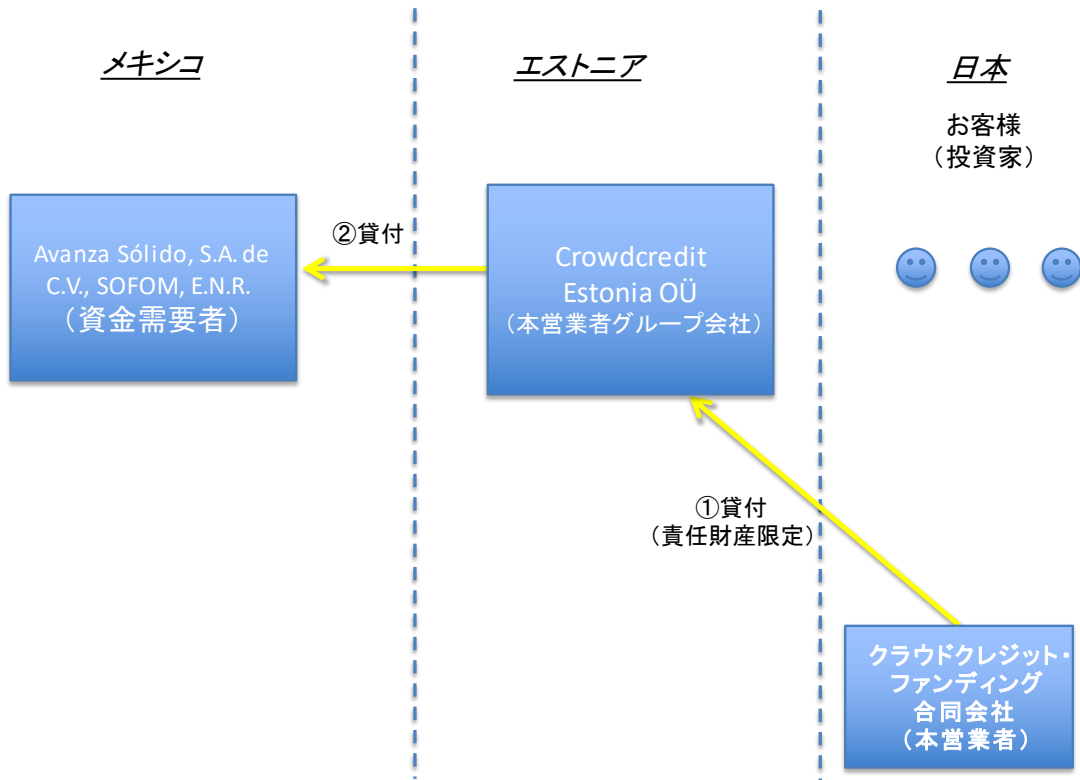 メキシコ
エストニア
日本
お客様
（投資家）
Avanza Sólido, S.A. de
C.V., SOFOM, E.N.R.
（資金需要者）
②貸付
Crowdcredit
Estonia OÜ
（本営業者グループ会社）
①貸付
（責任財産限定）
クラウドクレジット・
ファンディング
合同会社
（本営業者）